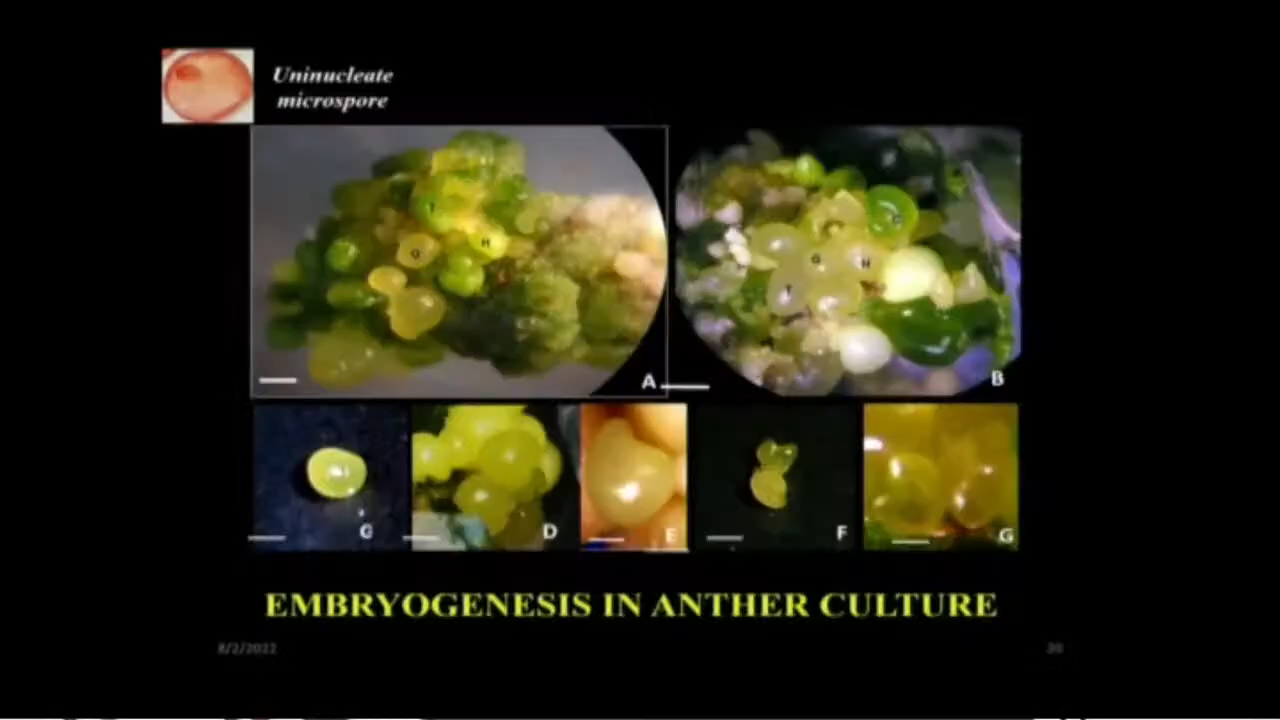 Uninucleate
microspore
T
H
G
G
H
T
A
B
C
D
E
F
G
EMBRYOGENESIS IN ANTHER CULTURE
8/2/2022